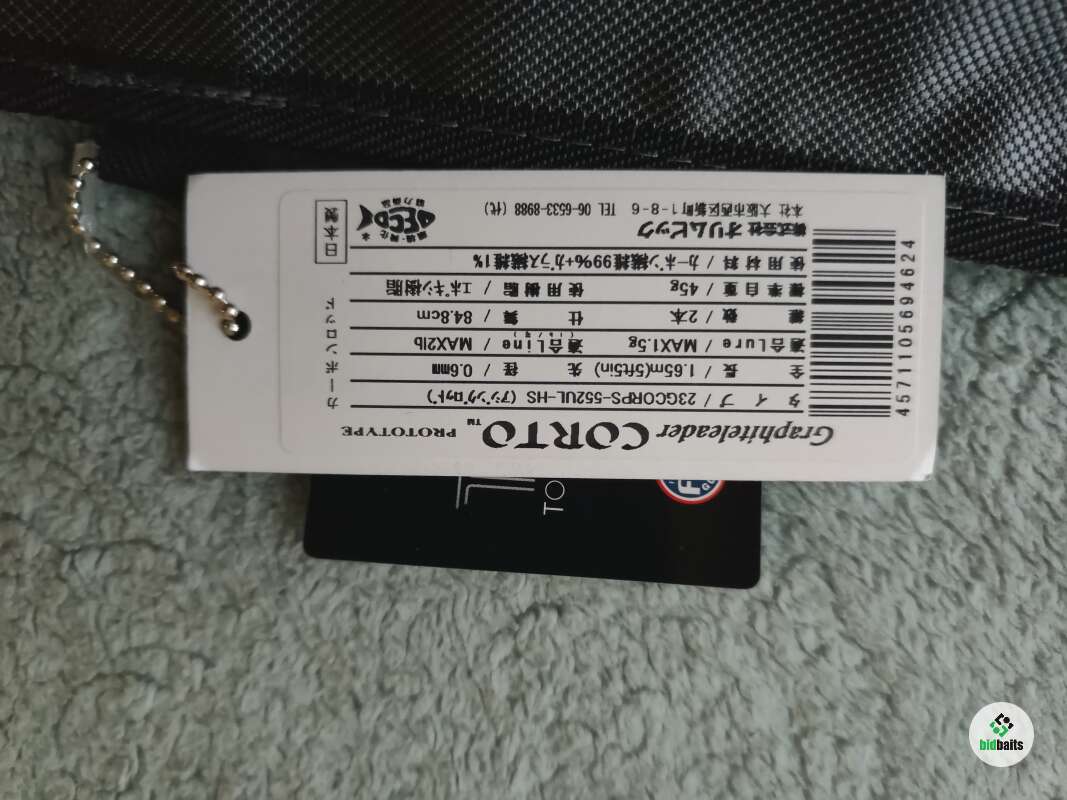 Graphiteleader CORTO™ PROTOTYPE
タイプ / 23GCORPS-552UL-HS (アジングロッド)
全長 / 1.65m(5ft5in) 先径 / 0.6mm
適合Lure / MAX1.5g 適合Line / MAX2lb
継数 / 2本 仕舞 / 84.8cm
標準自重 / 45g 使用樹脂 / エポキシ樹脂
使用材料 / カーボン繊維99%+ガラス繊維1%
株式会社 オリムピック
本社 大阪市西区新町1-8-6 TEL 06-6533-8988 (代)
カーボンロッド
日本製
4571105694624
TO
bidbaits